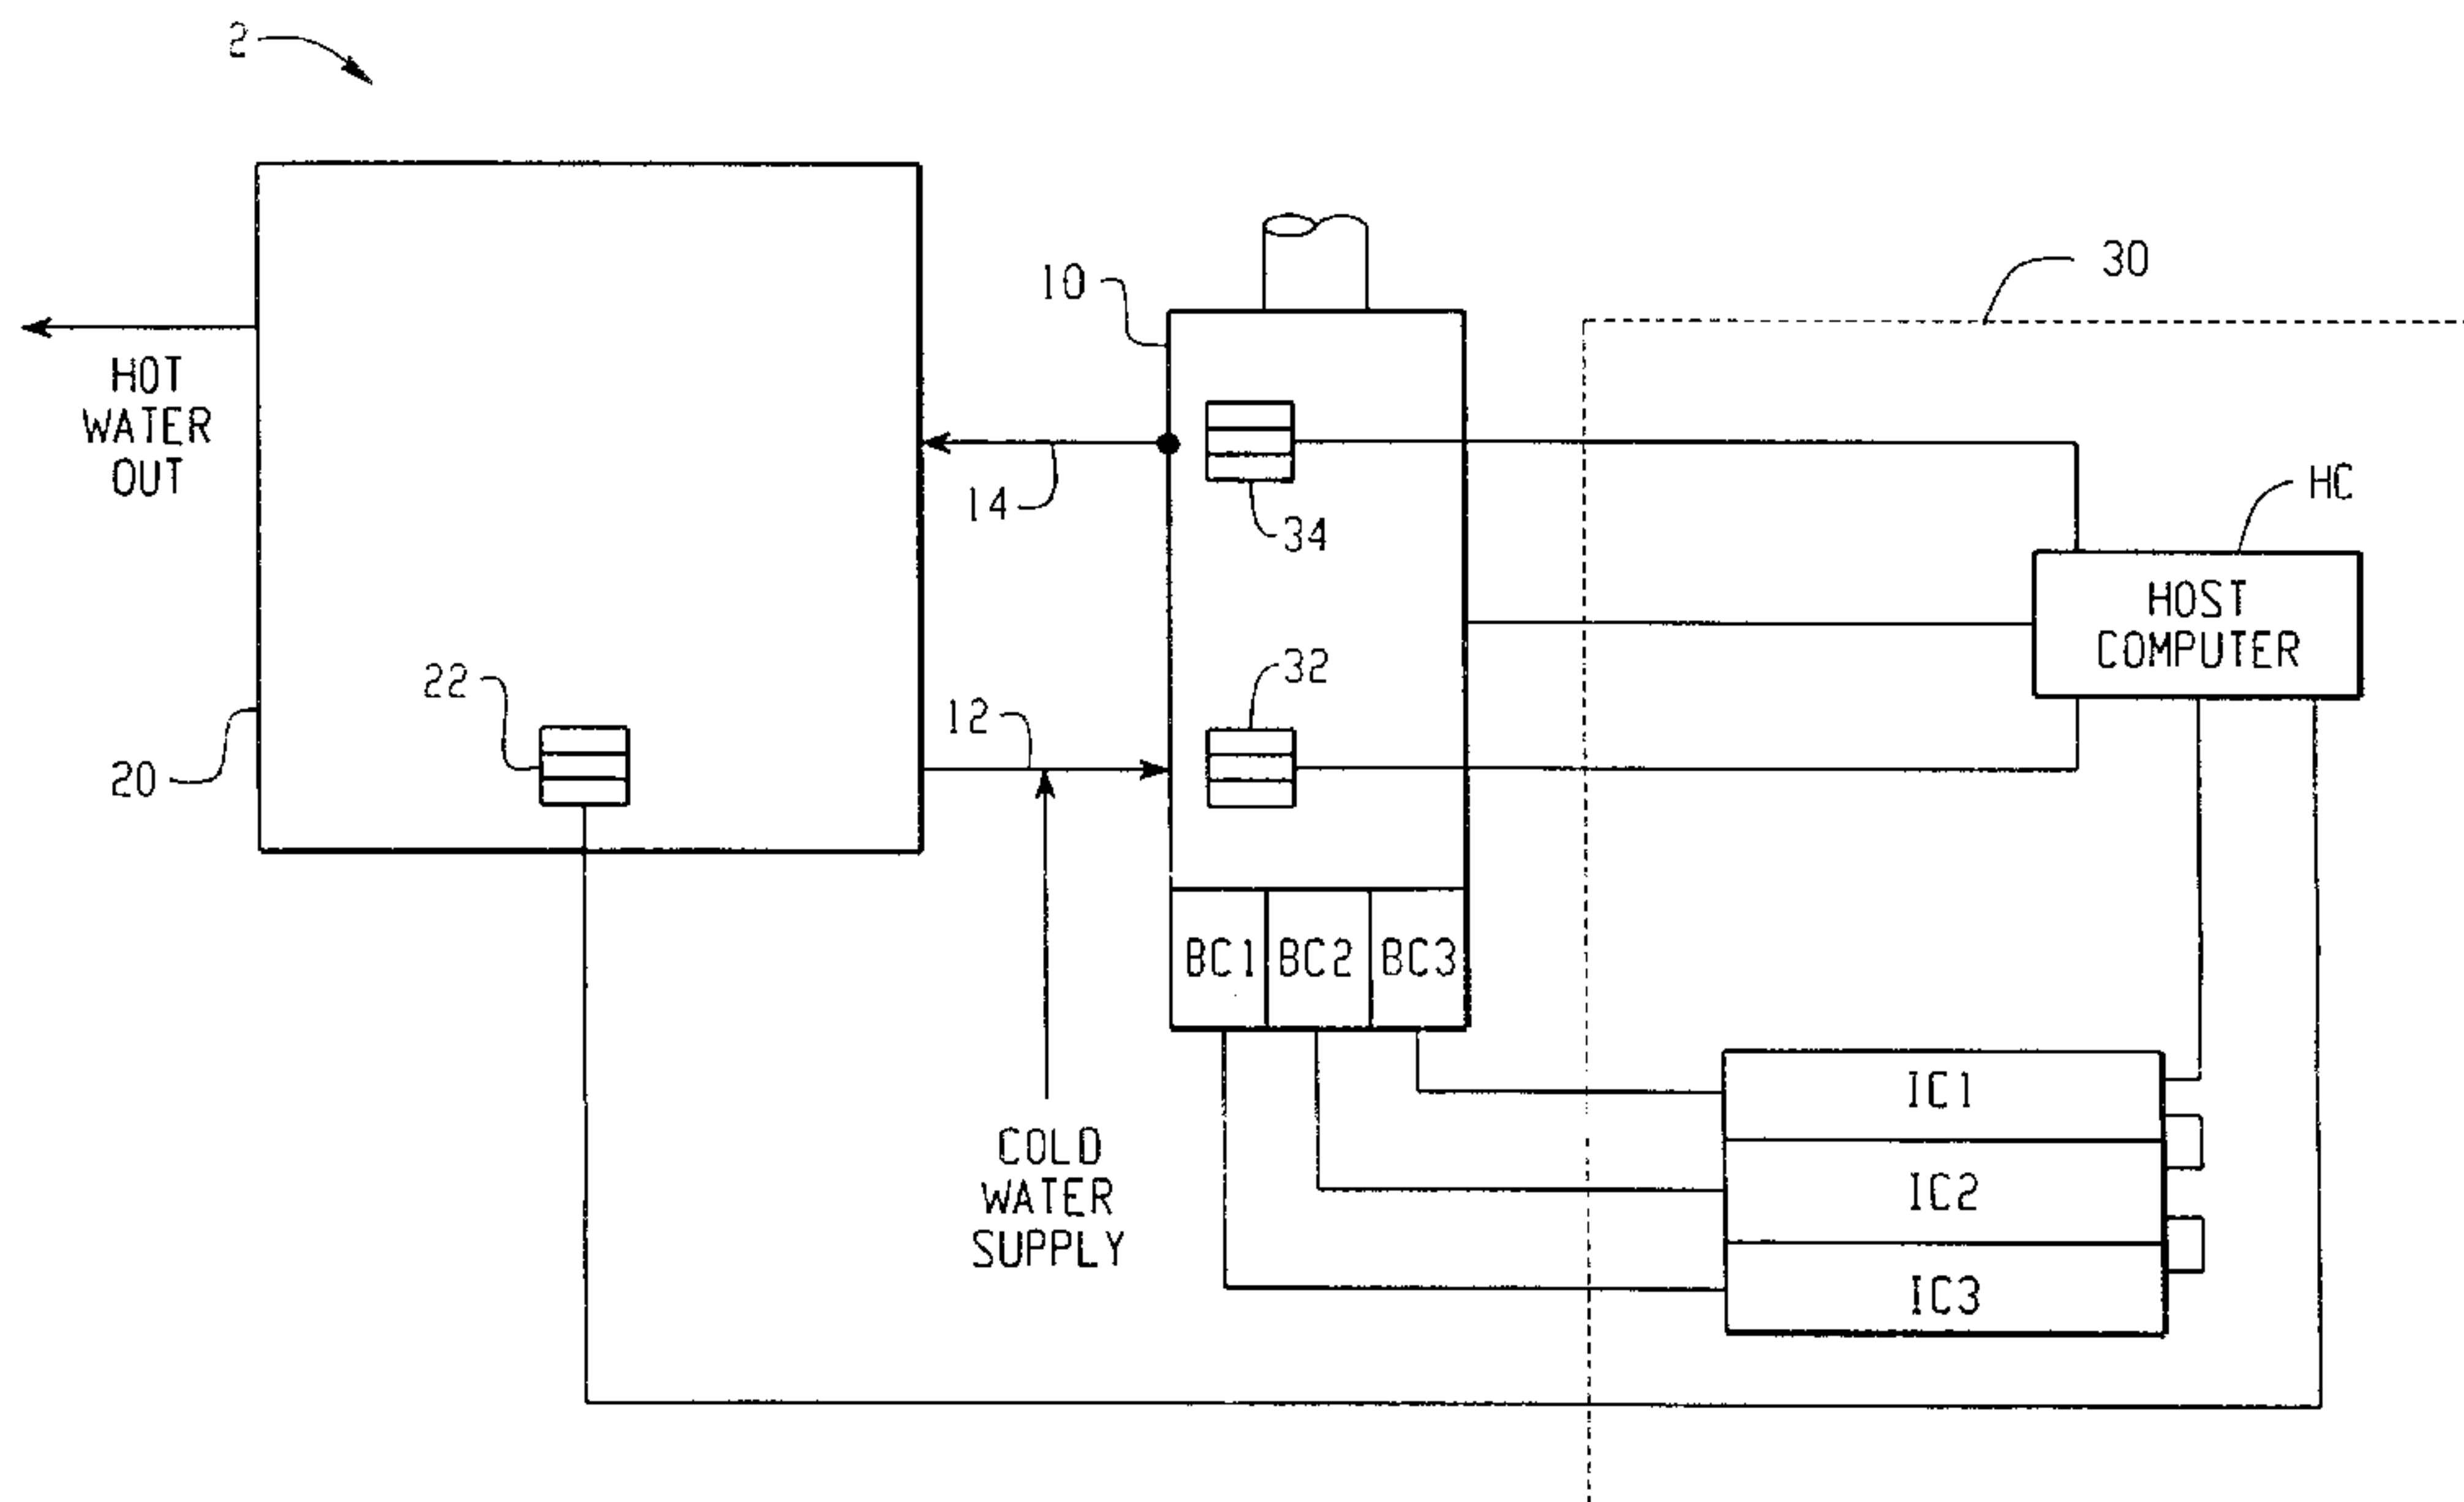 2
30
10
HOT
WATER
OUT
14
34
HC
HOST
COMPUTER
22
32
12
20
BC1 BC2 BC3
IC1
COLD
WATER
SUPPLY
IC2
IC3